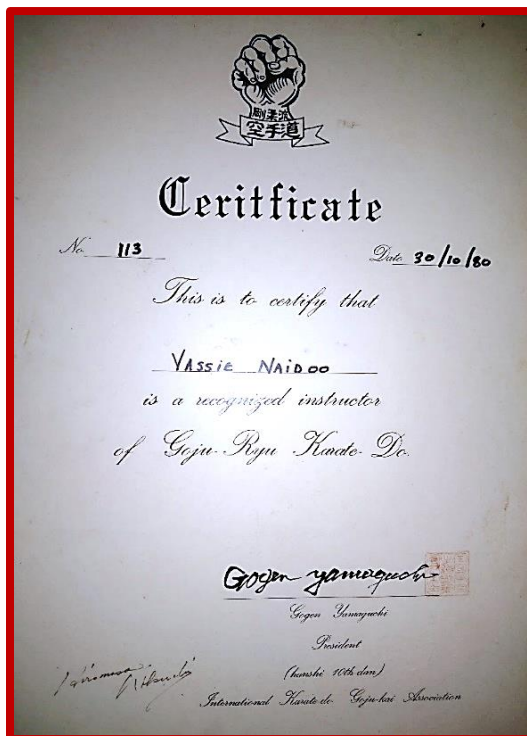 剛柔流
空手道
Ceritficate
No. 113
Date 30/10/80
This is to certify that
VASSIE NAIDOO
is a recognized instructor
of Goju-Ryu Karate-Do.
Gogen yamaguchi
Gogen Yamaguchi
President
(hanshi 10th dan)
International Karate-do Goju-kai Association